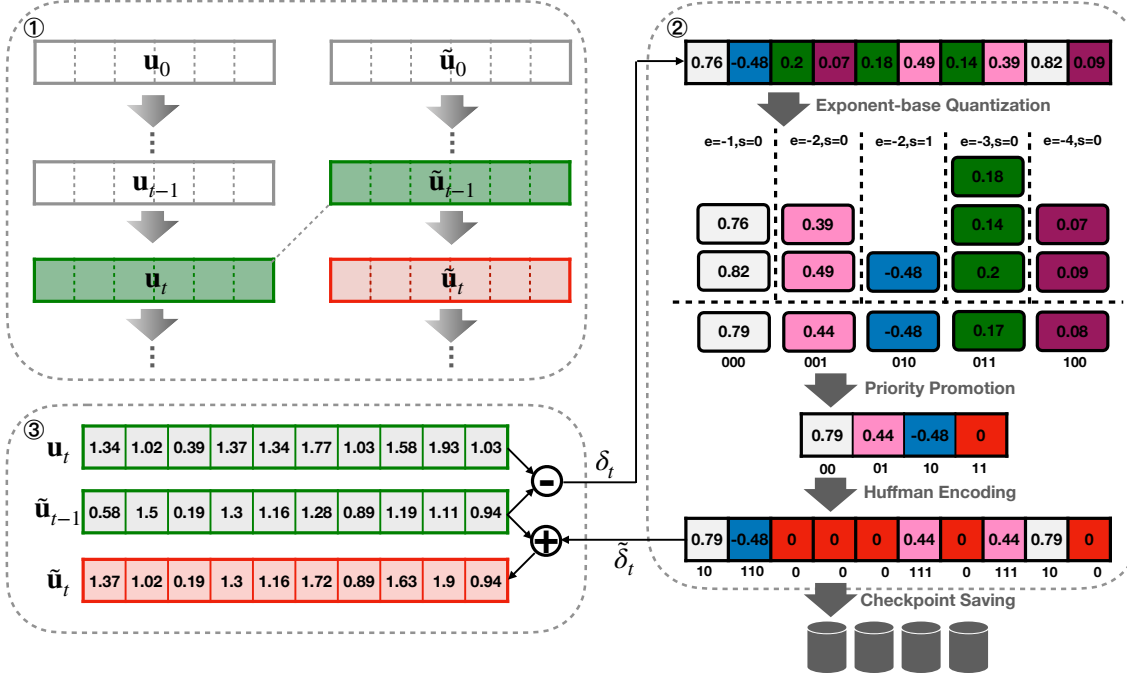 ①
𝐮₀
ũ₀
𝐮ₜ₋₁
ũₜ₋₁
𝐮ₜ
ũₜ
②
0.76 -0.48 0.2 0.07 0.18 0.49 0.14 0.39 0.82 0.09
Exponent-base Quantization
e=-1,s=0 e=-2,s=0 e=-2,s=1 e=-3,s=0 e=-4,s=0
0.18
0.76 0.39 0.14 0.07
0.82 0.49 -0.48 0.2 0.09
0.79 0.44 -0.48 0.17 0.08
000 001 010 011 100
Priority Promotion
0.79 0.44 -0.48 0
00 01 10 11
Huffman Encoding
0.79 -0.48 0 0 0 0.44 0 0.44 0.79 0
10 110 0 0 0 111 0 111 10 0
Checkpoint Saving
③
𝐮ₜ 1.34 1.02 0.39 1.37 1.34 1.77 1.03 1.58 1.93 1.03
- δₜ
ũₜ₋₁ 0.58 1.5 0.19 1.3 1.16 1.28 0.89 1.19 1.11 0.94
+ δ̃ₜ
ũₜ 1.37 1.02 0.19 1.3 1.16 1.72 0.89 1.63 1.9 0.94